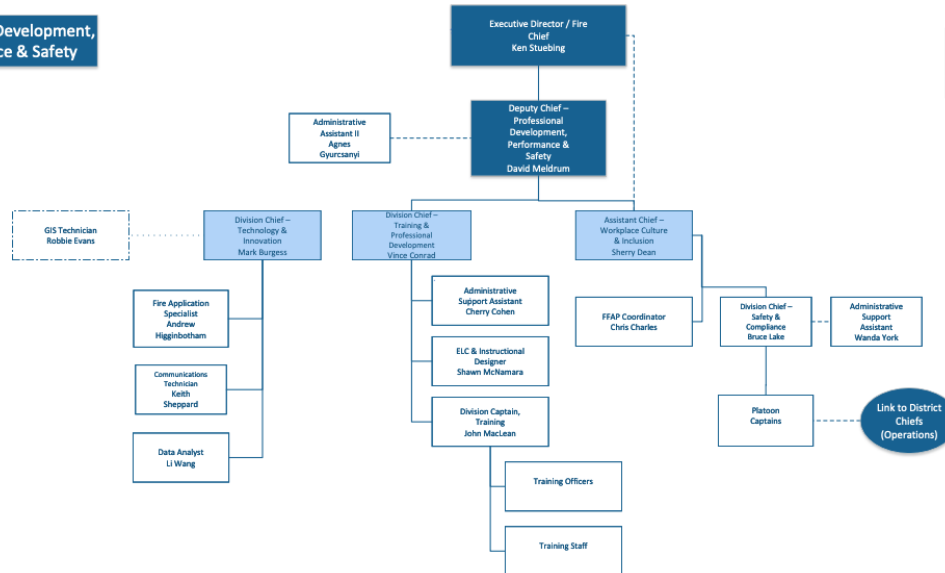 Development,
ce & Safety
Executive Director / Fire
Chief
Ken Stuebing
Deputy Chief –
Professional
Development,
Performance &
Safety
David Meldrum
Administrative
Assistant II
Agnes
Gyurcsanyi
GIS Technician
Robbie Evans
Division Chief –
Technology &
Innovation
Mark Burgess
Division Chief –
Training &
Professional
Development
Vince Conrad
Assistant Chief –
Workplace Culture
& Inclusion
Sherry Dean
Fire Application
Specialist
Andrew
Higginbotham
Communications
Technician
Keith
Sheppard
Data Analyst
Li Wang
Administrative
Support Assistant
Cherry Cohen
ELC & Instructional
Designer
Shawn McNamara
Division Captain,
Training
John MacLean
Training Officers
Training Staff
FFAP Coordinator
Chris Charles
Division Chief –
Safety &
Compliance
Bruce Lake
Administrative
Support
Assistant
Wanda York
Platoon
Captains
Link to District
Chiefs
(Operations)